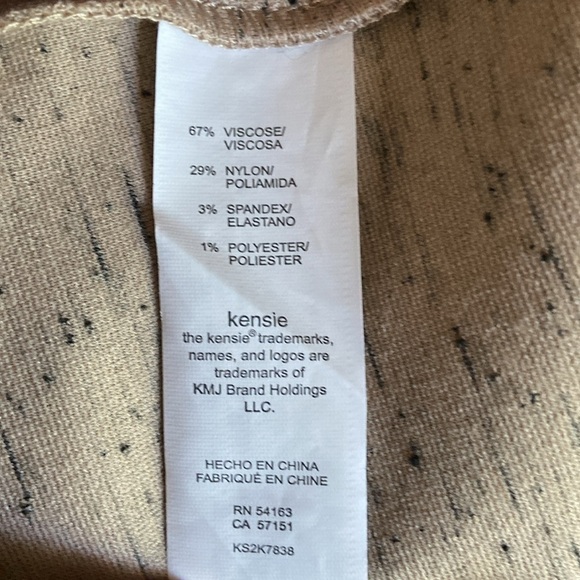 67% VISCOSE/
VISCOSA
29% NYLON/
POLIAMIDA
3% SPANDEX/
ELASTANO
1% POLYESTER/
POLIESTER
kensie
the kensie® trademarks,
names, and logos are
trademarks of
KMJ Brand Holdings
LLC.
HECHO EN CHINA
FABRIQUÉ EN CHINE
RN 54163
CA 57151
KS2K7838